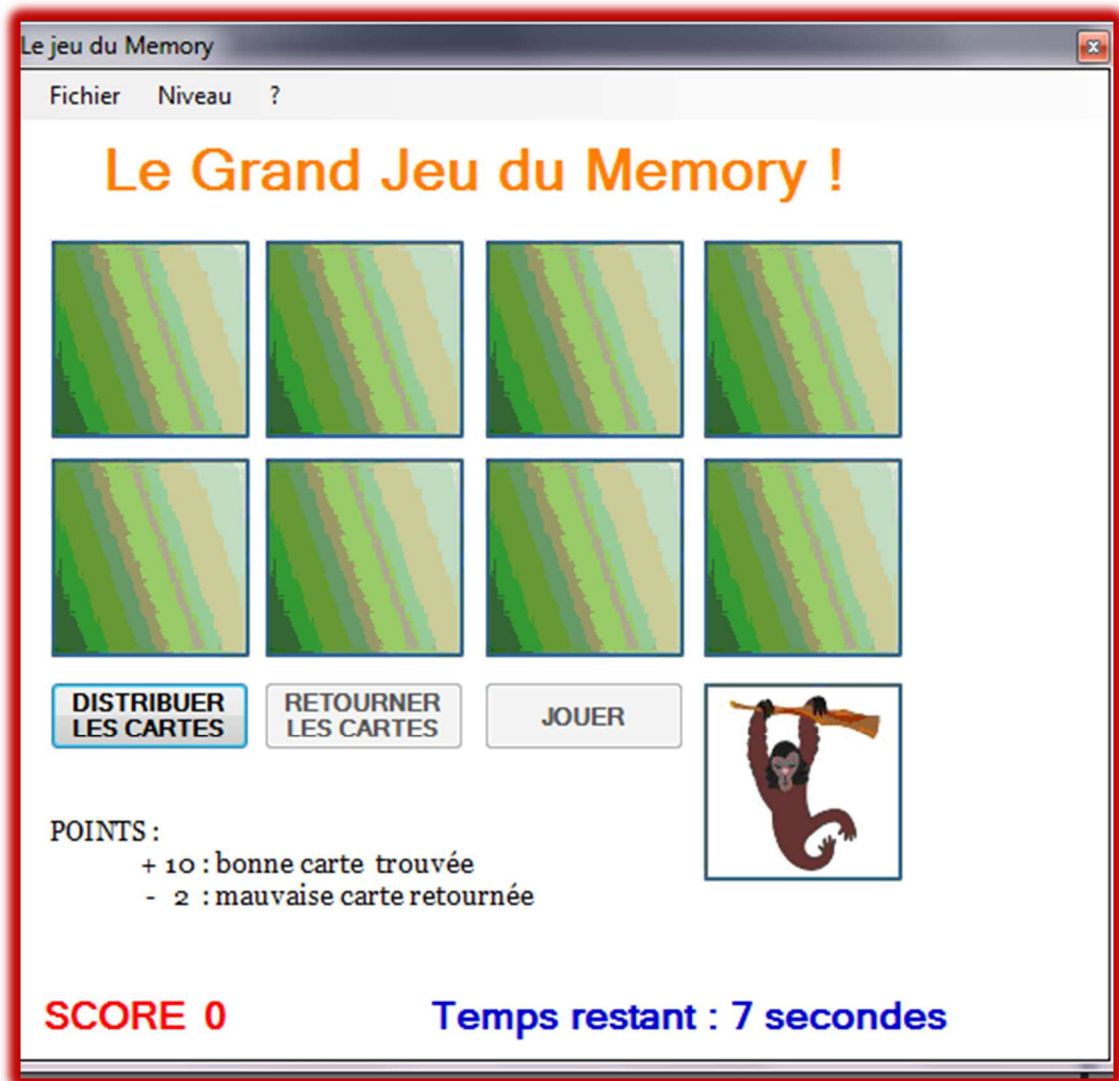 Le jeu du Memory
Fichier Niveau ?
Le Grand Jeu du Memory !
DISTRIBUER
LES CARTES
RETOURNER
LES CARTES
JOUER
POINTS :
+ 10 : bonne carte trouvée
- 2 : mauvaise carte retournée
SCORE 0
Temps restant : 7 secondes